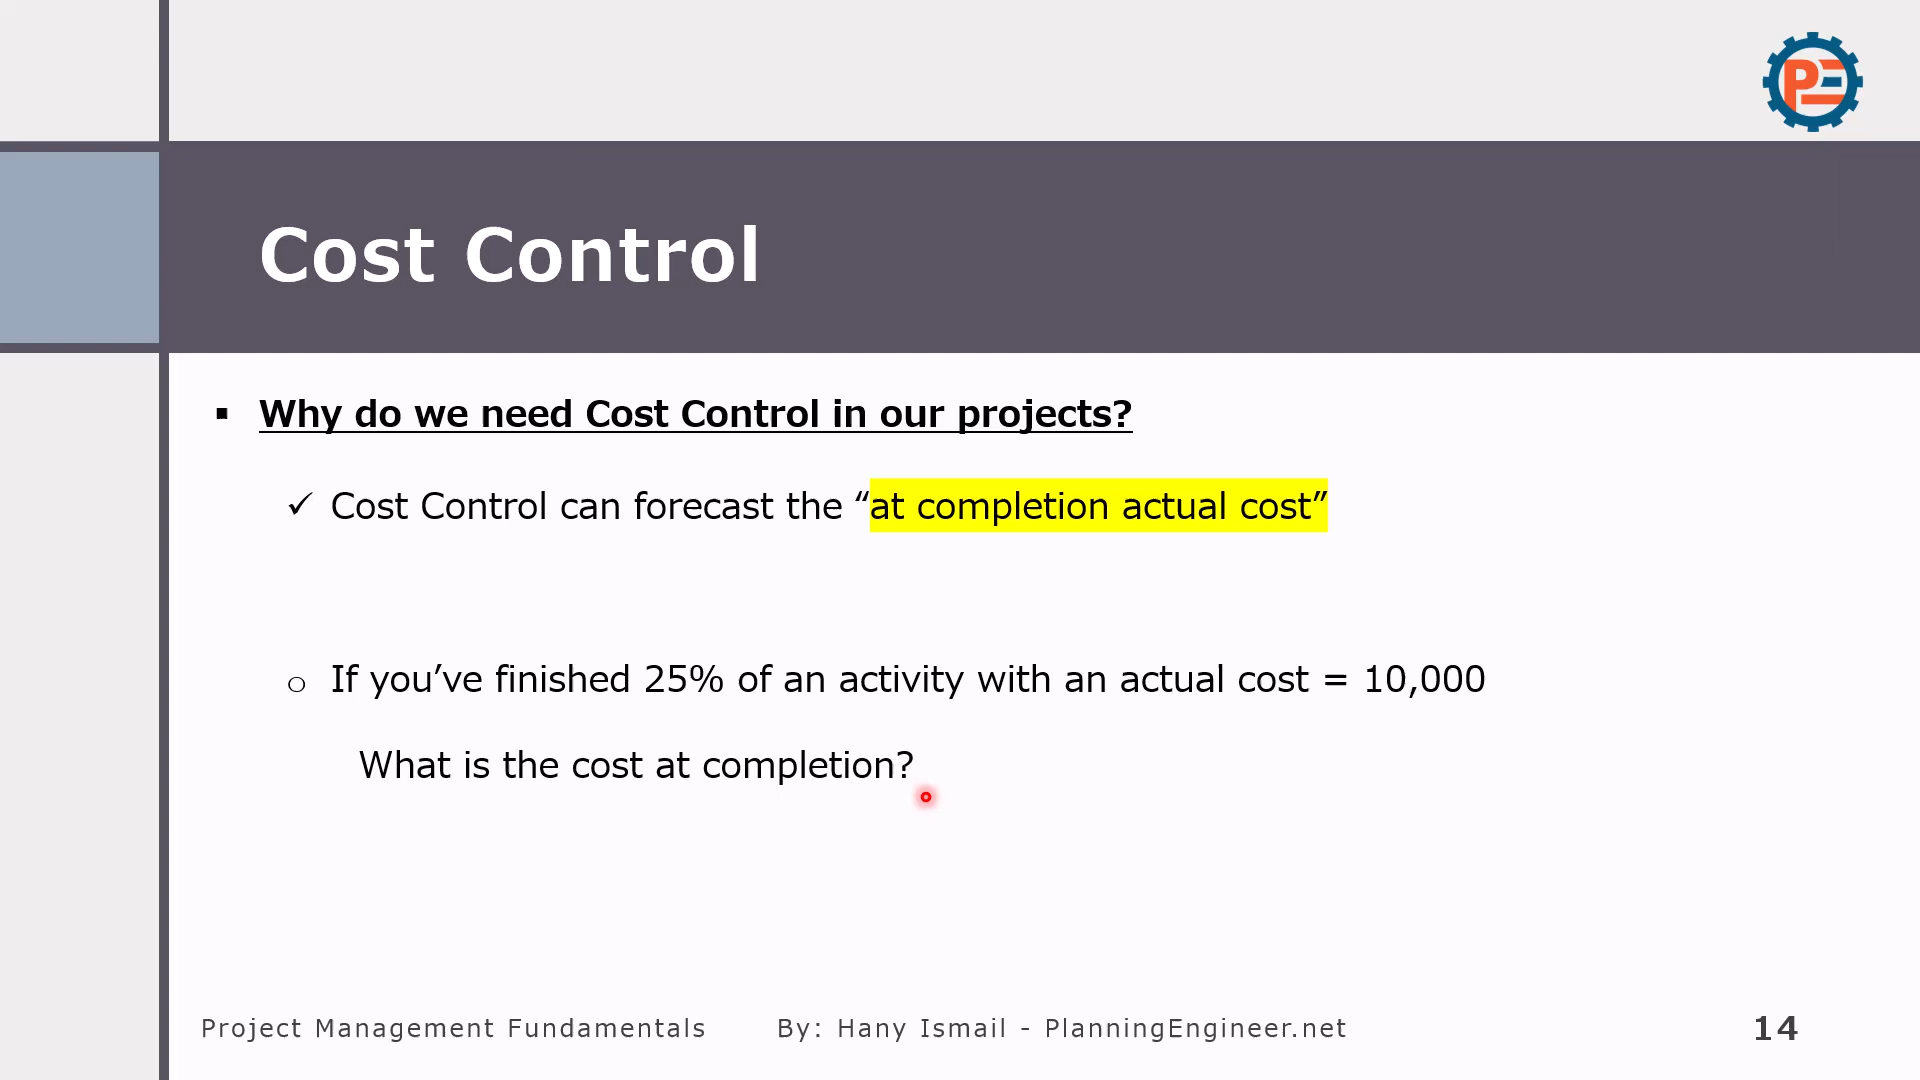 PE
Cost Control
▪ Why do we need Cost Control in our projects?
✓ Cost Control can forecast the “at completion actual cost”
o If you’ve finished 25% of an activity with an actual cost = 10,000
What is the cost at completion?
Project Management Fundamentals By: Hany Ismail - PlanningEngineer.net 14